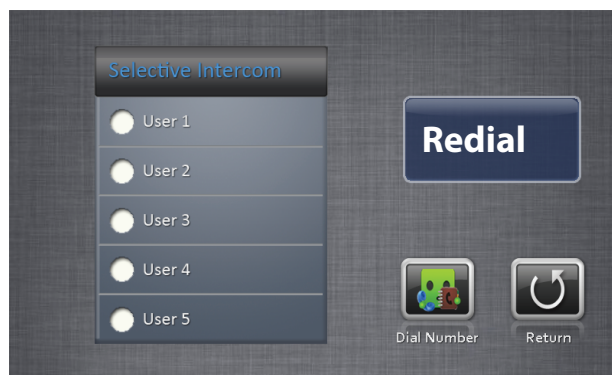 Selective Intercom
User 1
User 2
User 3
User 4
User 5
Redial
Dial Number
Return